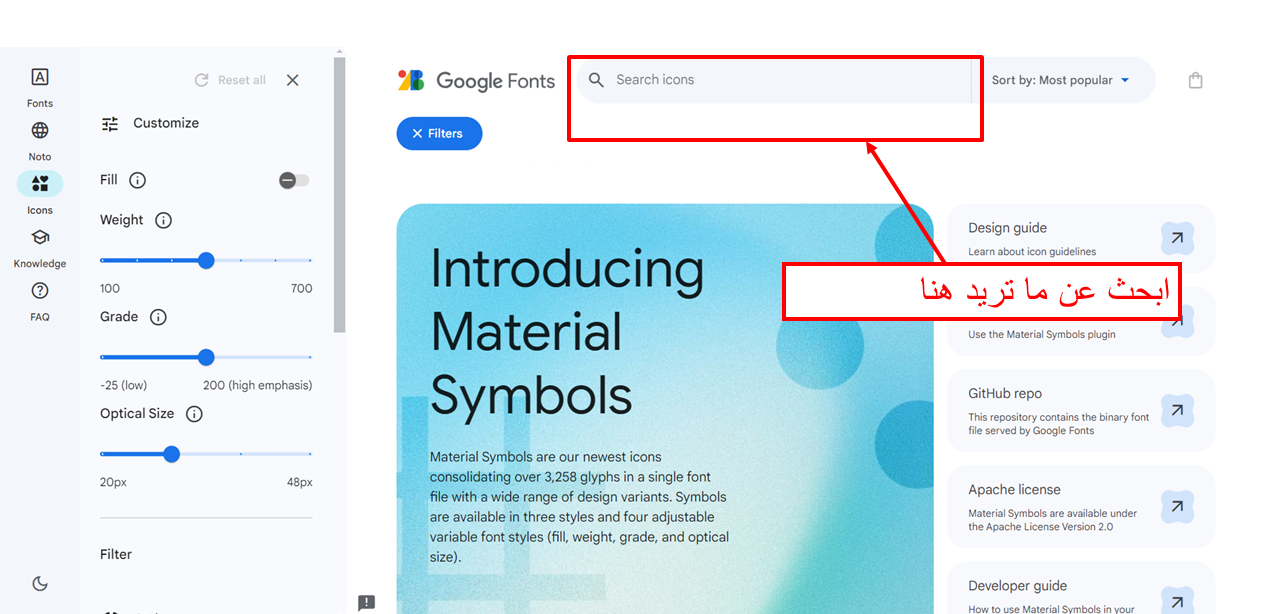 Fonts
Noto
Icons
Knowledge
FAQ
Reset all
Customize
Fill
Weight
100 700
Grade
-25 (low) 200 (high emphasis)
Optical Size
20px 48px
Filter
Google Fonts
Search icons
Sort by: Most popular
Filters
Introducing
Material
Symbols
Material Symbols are our newest icons
consolidating over 3,258 glyphs in a single font
file with a wide range of design variants. Symbols
are available in three styles and four adjustable
variable font styles (fill, weight, grade, and optical
size).
ابحث عن ما تريد هنا
Design guide
Learn about icon guidelines
Use the Material Symbols plugin
GitHub repo
This repository contains the binary font
file served by Google Fonts
Apache license
Material Symbols are available under
the Apache License Version 2.0
Developer guide
How to use Material Symbols in your